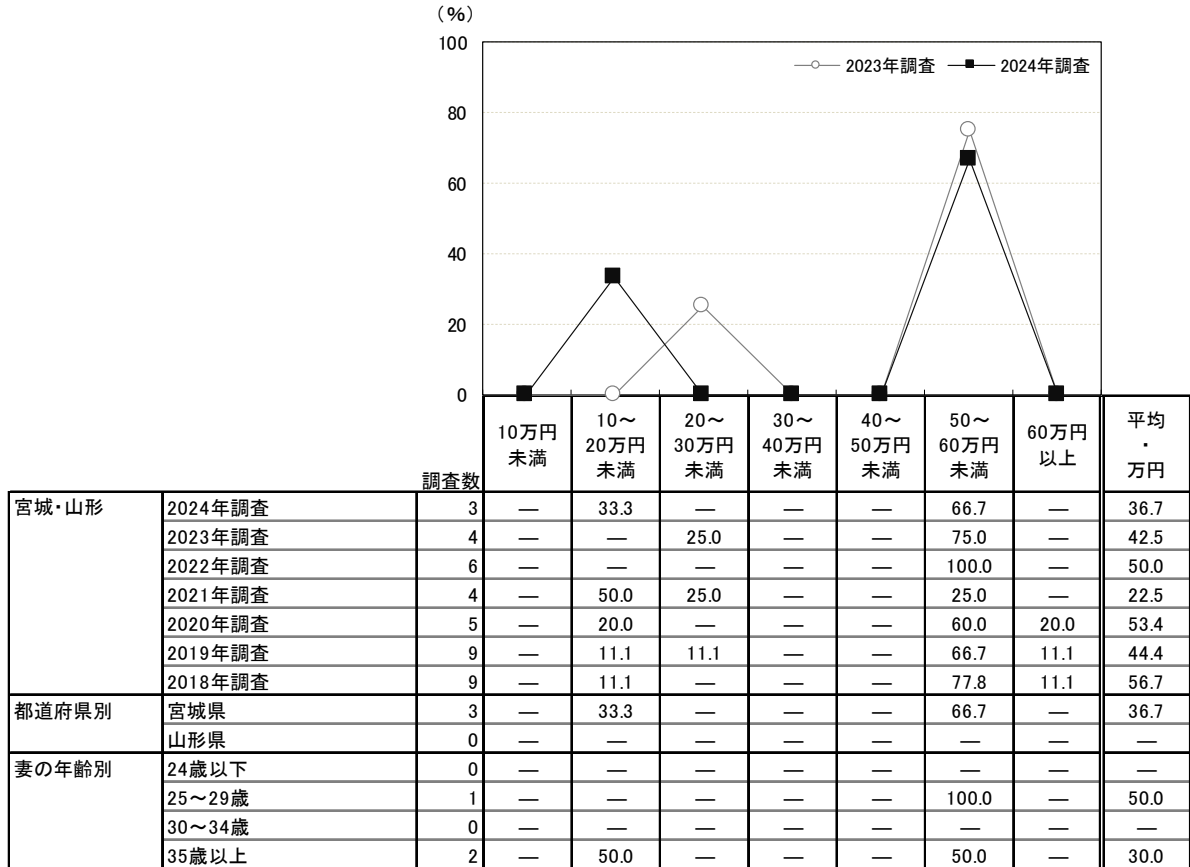 （％）
100
80
60
40
20
0
2023年調査 2024年調査
調査数 10万円未満 10～20万円未満 20～30万円未満 30～40万円未満 40～50万円未満 50～60万円未満 60万円以上 平均・万円
宮城・山形 2024年調査 3 ― 33.3 ― ― ― 66.7 ― 36.7
2023年調査 4 ― ― 25.0 ― ― 75.0 ― 42.5
2022年調査 6 ― ― ― ― ― 100.0 ― 50.0
2021年調査 4 ― 50.0 25.0 ― ― 25.0 ― 22.5
2020年調査 5 ― 20.0 ― ― ― 60.0 20.0 53.4
2019年調査 9 ― 11.1 11.1 ― ― 66.7 11.1 44.4
2018年調査 9 ― 11.1 ― ― ― 77.8 11.1 56.7
都道府県別 宮城県 3 ― 33.3 ― ― ― 66.7 ― 36.7
山形県 0 ― ― ― ― ― ― ― ―
妻の年齢別 24歳以下 0 ― ― ― ― ― ― ― ―
25～29歳 1 ― ― ― ― ― 100.0 ― 50.0
30～34歳 0 ― ― ― ― ― ― ― ―
35歳以上 2 ― 50.0 ― ― ― 50.0 ― 30.0